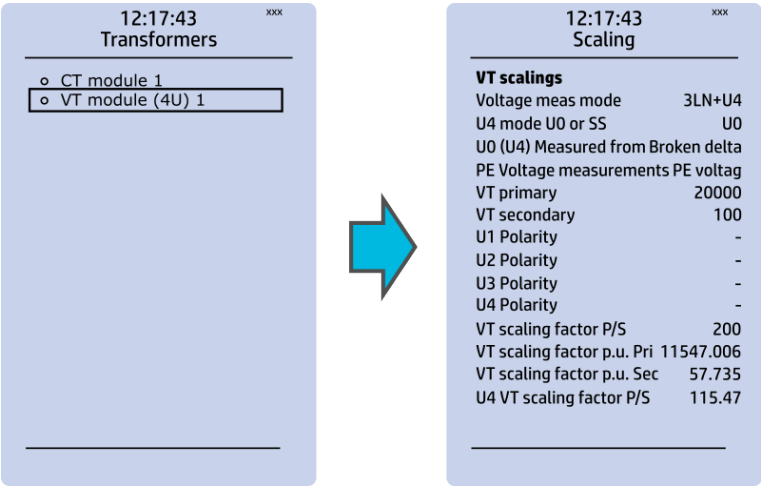 12:17:43 xxx
Transformers
CT module 1
VT module (4U) 1
12:17:43 xxx
Scaling
VT scalings
Voltage meas mode 3LN+U4
U4 mode U0 or SS U0
U0 (U4) Measured from Broken delta
PE Voltage measurements PE voltag
VT primary 20000
VT secondary 100
U1 Polarity -
U2 Polarity -
U3 Polarity -
U4 Polarity -
VT scaling factor P/S 200
VT scaling factor p.u. Pri 11547.006
VT scaling factor p.u. Sec 57.735
U4 VT scaling factor P/S 115.47